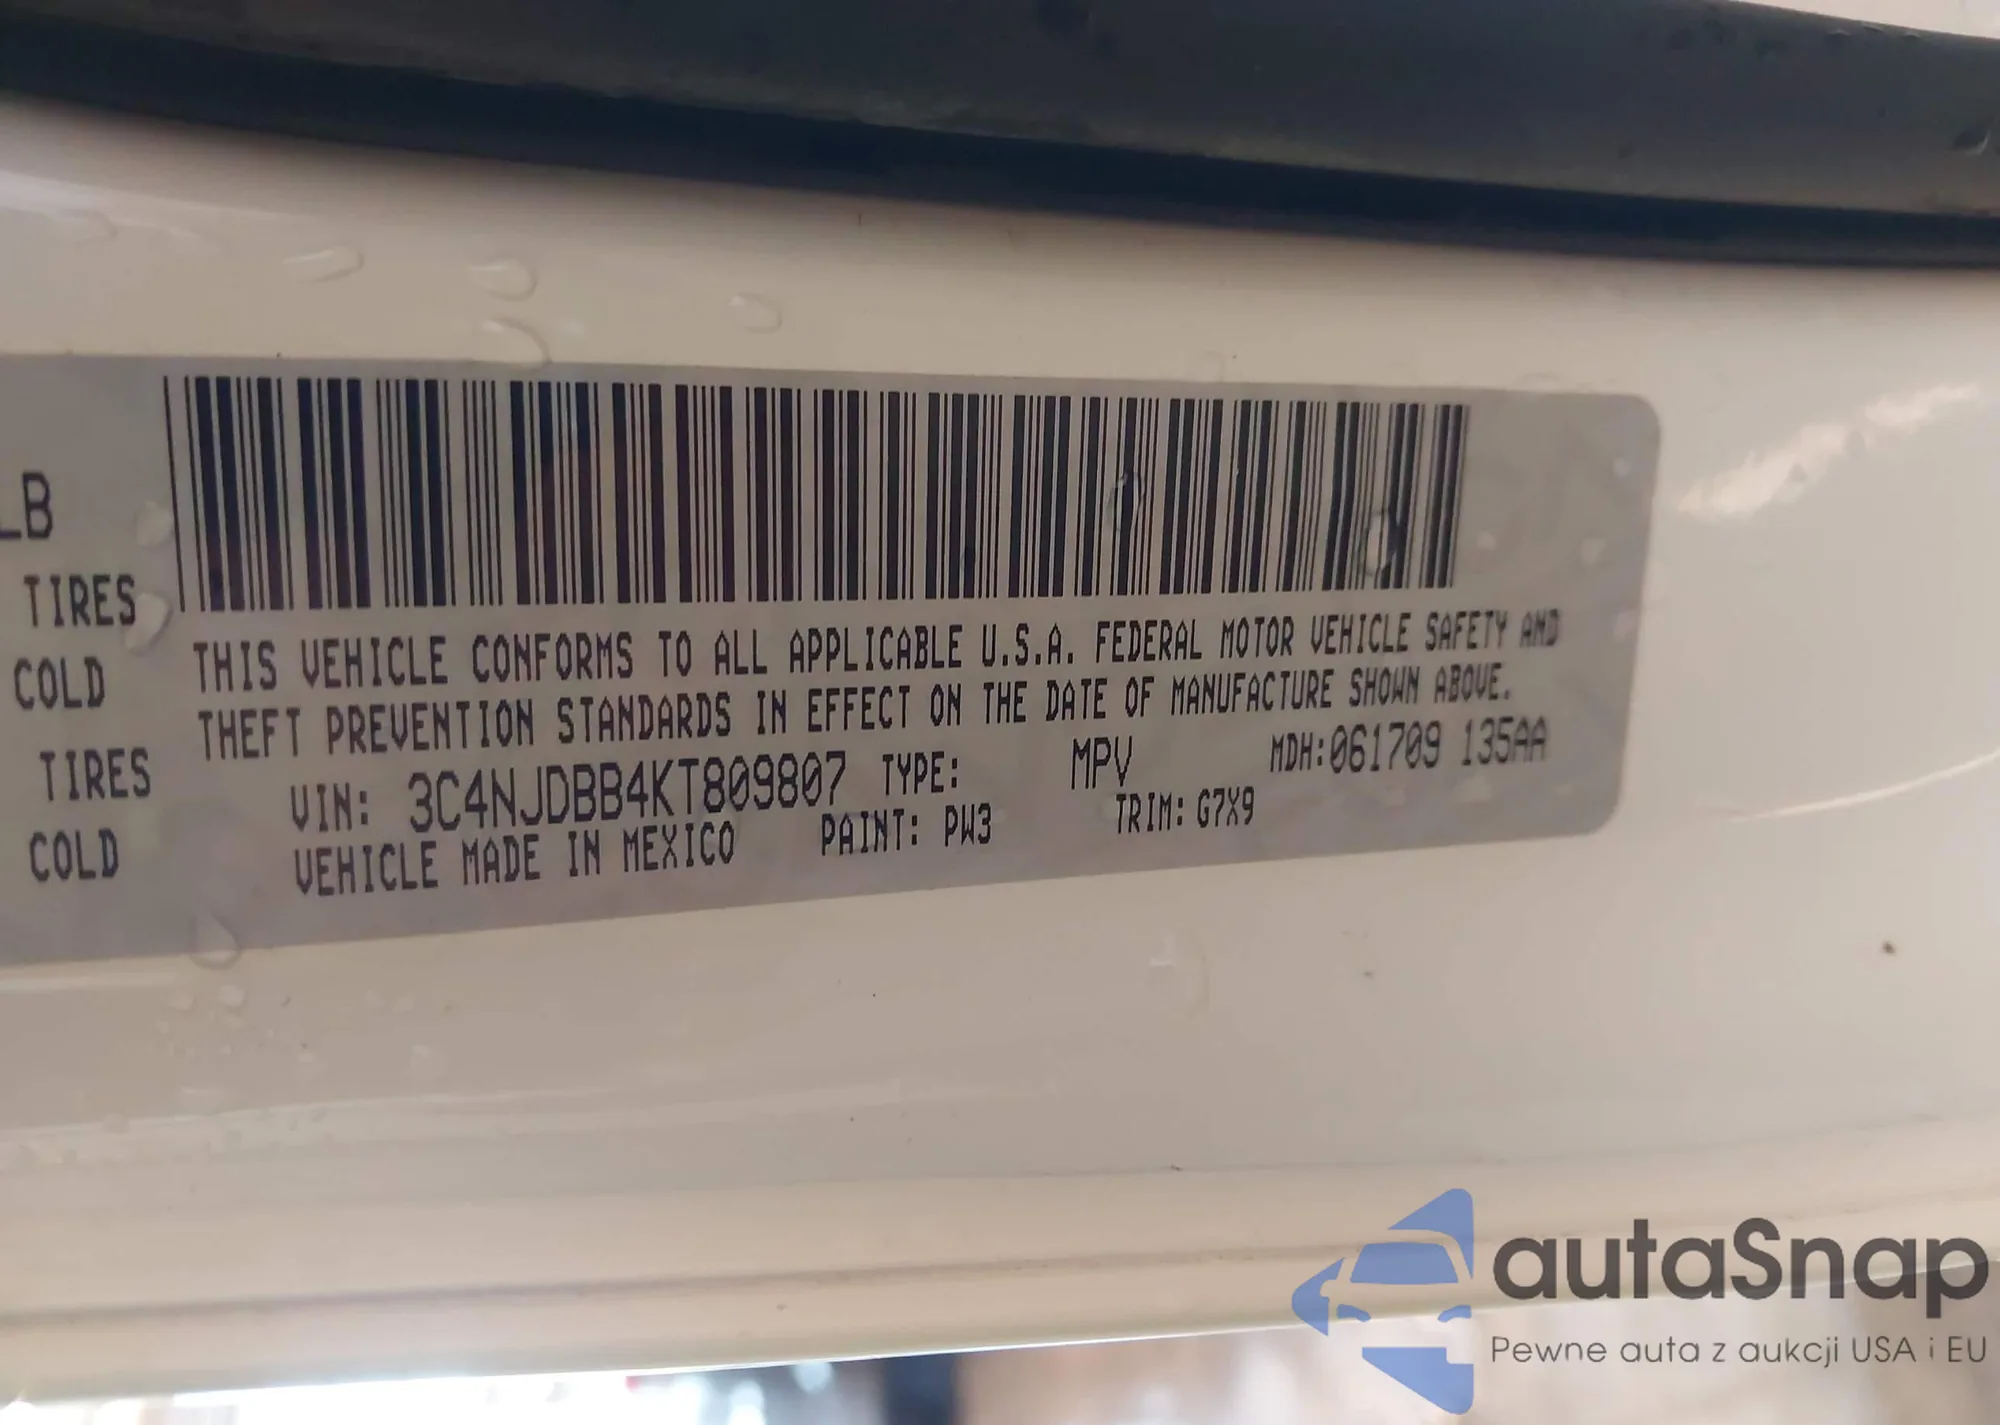 LB
TIRES
COLD
TIRES
COLD
THIS VEHICLE CONFORMS TO ALL APPLICABLE U.S.A. FEDERAL MOTOR VEHICLE SAFETY AND
THEFT PREVENTION STANDARDS IN EFFECT ON THE DATE OF MANUFACTURE SHOWN ABOVE.
VIN: 3C4NJDBB4KT809807 TYPE: MPV MDH:061709 135AA
VEHICLE MADE IN MEXICO PAINT: PW3 TRIM: G7X9
autaSnap
Pewne auta z aukcji USA i EU